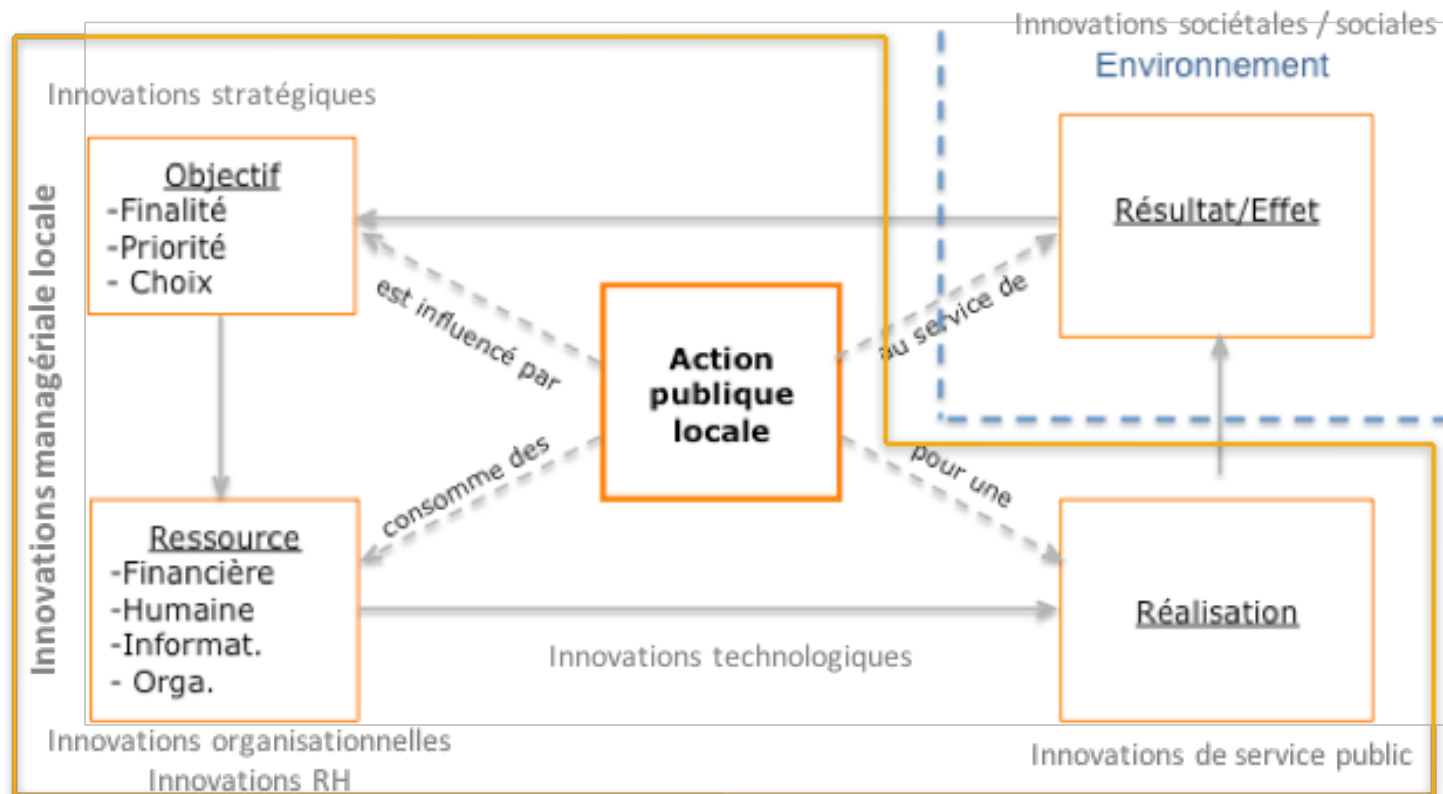 Innovations sociétales / sociales
Environnement
Innovations stratégiques
Innovations managériale locale
Objectif
-Finalité
-Priorité
- Choix
Résultat/Effet
est influencé par
au service de
Action
publique
locale
consomme des
pour une
Ressource
-Financière
-Humaine
-Informat.
- Orga.
Réalisation
Innovations technologiques
Innovations organisationnelles
Innovations RH
Innovations de service public